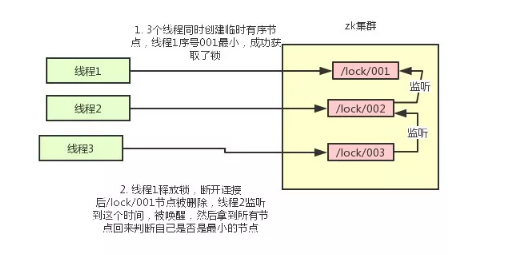 1. 3个线程同时创建临时有序节
点，线程1序号001最小，成功获
取了锁
zk集群
线程1
/lock/001
监听
线程2
/lock/002
监听
线程3
/lock/003
2. 线程1释放锁，断开连接
后/lock/001节点被删除，线程2监听
到这个时间，被唤醒，然后拿到所有节
点回来判断自己是否是最小的节点